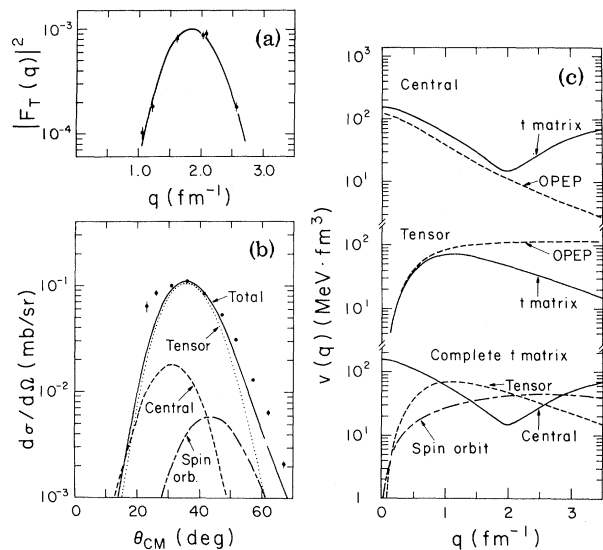 (a)
|F_T(q)|²
10⁻³
10⁻⁴
0
1.0
2.0
3.0
q (fm⁻¹)
(b)
dσ/dΩ (mb/sr)
10⁻¹
10⁻²
10⁻³
Total
Tensor
Central
Spin
orb.
0
20
40
60
θ_CM (deg)
(c)
v(q) (MeV·fm³)
10³
10²
10¹
10²
10¹
10²
10¹
1
Central
t matrix
OPEP
Tensor
OPEP
t matrix
Complete t matrix
Tensor
Spin orbit
Central
0
1
2
3
q (fm⁻¹)